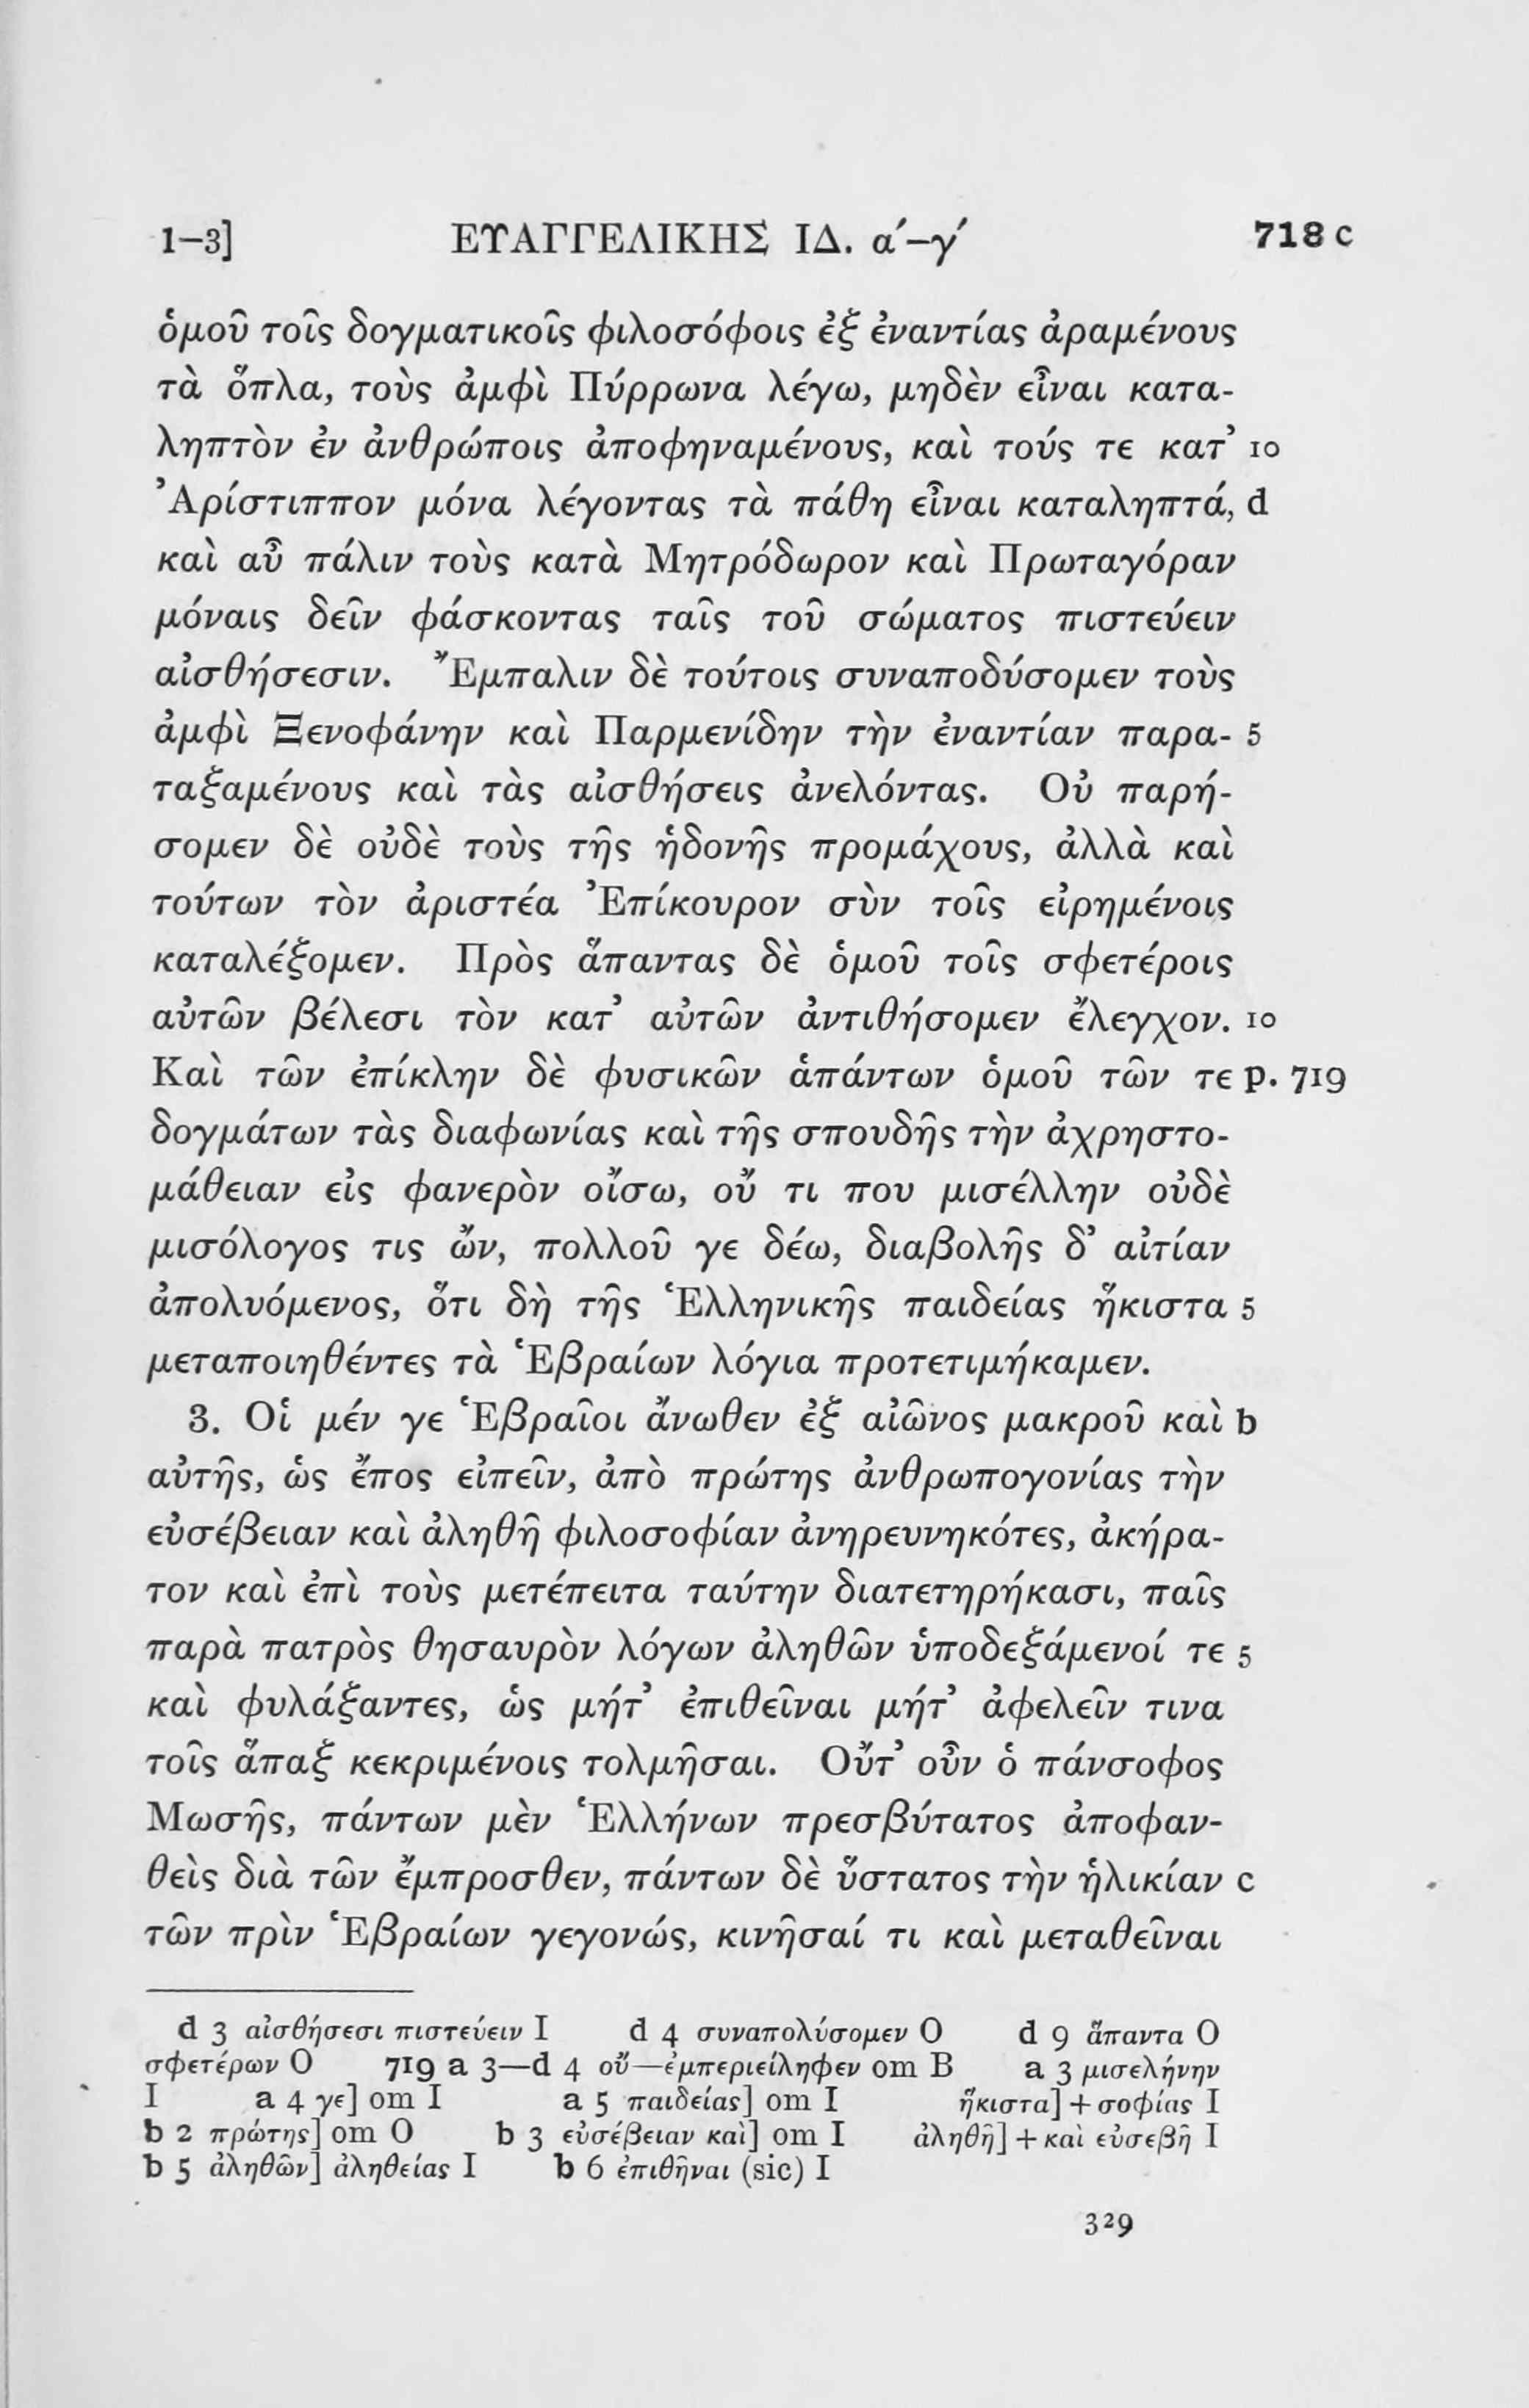 1–3] ΕΥΑΓΓΕΛΙΚΗΣ ΙΔ. α´–γ´ 718 c
ὁμοῦ τοῖς δογματικοῖς φιλοσόφοις ἐξ ἐναντίας ἀραμένους
τὰ ὅπλα, τοὺς ἀμφὶ Πύρρωνα λέγω, μηδὲν εἶναι κατα-
ληπτὸν ἐν ἀνθρώποις ἀποφηναμένους, καὶ τούς τε κατ’ 10
Ἀρίστιππον μόνα λέγοντας τὰ πάθη εἶναι καταληπτά, d
καὶ αὖ πάλιν τοὺς κατὰ Μητρόδωρον καὶ Πρωταγόραν
μόναις δεῖν φάσκοντας ταῖς τοῦ σώματος πιστεύειν
αἰσθήσεσιν. Ἔμπαλιν δὲ τούτοις συναποδύσομεν τοὺς
ἀμφὶ Ξενοφάνην καὶ Παρμενίδην τὴν ἐναντίαν παρα- 5
ταξαμένους καὶ τὰς αἰσθήσεις ἀνελόντας. Οὐ παρή-
σομεν δὲ οὐδὲ τοὺς τῆς ἡδονῆς προμάχους, ἀλλὰ καὶ
τούτων τὸν ἀριστέα Ἐπίκουρον σὺν τοῖς εἰρημένοις
καταλέξομεν. Πρὸς ἅπαντας δὲ ὁμοῦ τοῖς σφετέροις
αὐτῶν βέλεσι τὸν κατ’ αὐτῶν ἀντιθήσομεν ἔλεγχον. 10
Καὶ τῶν ἐπίκλην δὲ φυσικῶν ἁπάντων ὁμοῦ τῶν τε p. 719
δογμάτων τὰς διαφωνίας καὶ τῆς σπουδῆς τὴν ἀχρηστο-
μάθειαν εἰς φανερὸν οἴσω, οὔ τι που μισέλλην οὐδὲ
μισόλογος τις ὤν, πολλοῦ γε δέω, διαβολῆς δ’ αἰτίαν
ἀπολυόμενος, ὅτι δὴ τῆς Ἑλληνικῆς παιδείας ἥκιστα 5
μεταποιηθέντες τὰ Ἑβραίων λόγια προτετιμήκαμεν.
3. Οἱ μέν γε Ἑβραῖοι ἄνωθεν ἐξ αἰῶνος μακροῦ καὶ b
αὐτῆς, ὡς ἔπος εἰπεῖν, ἀπὸ πρώτης ἀνθρωπογονίας τὴν
εὐσέβειαν καὶ ἀληθῆ φιλοσοφίαν ἀνηρευνηκότες, ἀκήρα-
τον καὶ ἐπὶ τοὺς μετέπειτα ταύτην διατετηρήκασι, παῖς
παρὰ πατρὸς θησαυρὸν λόγων ἀληθῶν ὑποδεξάμενοί τε 5
καὶ φυλάξαντες, ὡς μήτ’ ἐπιθεῖναι μήτ’ ἀφελεῖν τινα
τοῖς ἅπαξ κεκριμένοις τολμῆσαι. Οὔτ’ οὖν ὁ πάνσοφος
Μωσῆς, πάντων μὲν Ἑλλήνων πρεσβύτατος ἀποφαν-
θεὶς διὰ τῶν ἔμπροσθεν, πάντων δὲ ὕστατος τὴν ἡλικίαν c
τῶν πρὶν Ἑβραίων γεγονώς, κινῆσαί τι καὶ μεταθεῖναι
d 3 αἰσθήσεσι πιστεύειν I d 4 συναπολύσομεν O d 9 ἅπαντα O
σφετέρων O 719 a 3—d 4 οὔ—ἐμπεριείληφεν om B a 3 μισελήνην
I a 4 γε] om I a 5 παιδείας] om I ἥκιστα] + σοφίας I
b 2 πρώτης] om O b 3 εὐσέβειαν καὶ] om I ἀληθῆ] + καὶ εὐσεβῆ I
b 5 ἀληθῶν] ἀληθείας I b 6 ἐπιθῆναι (sic) I
329